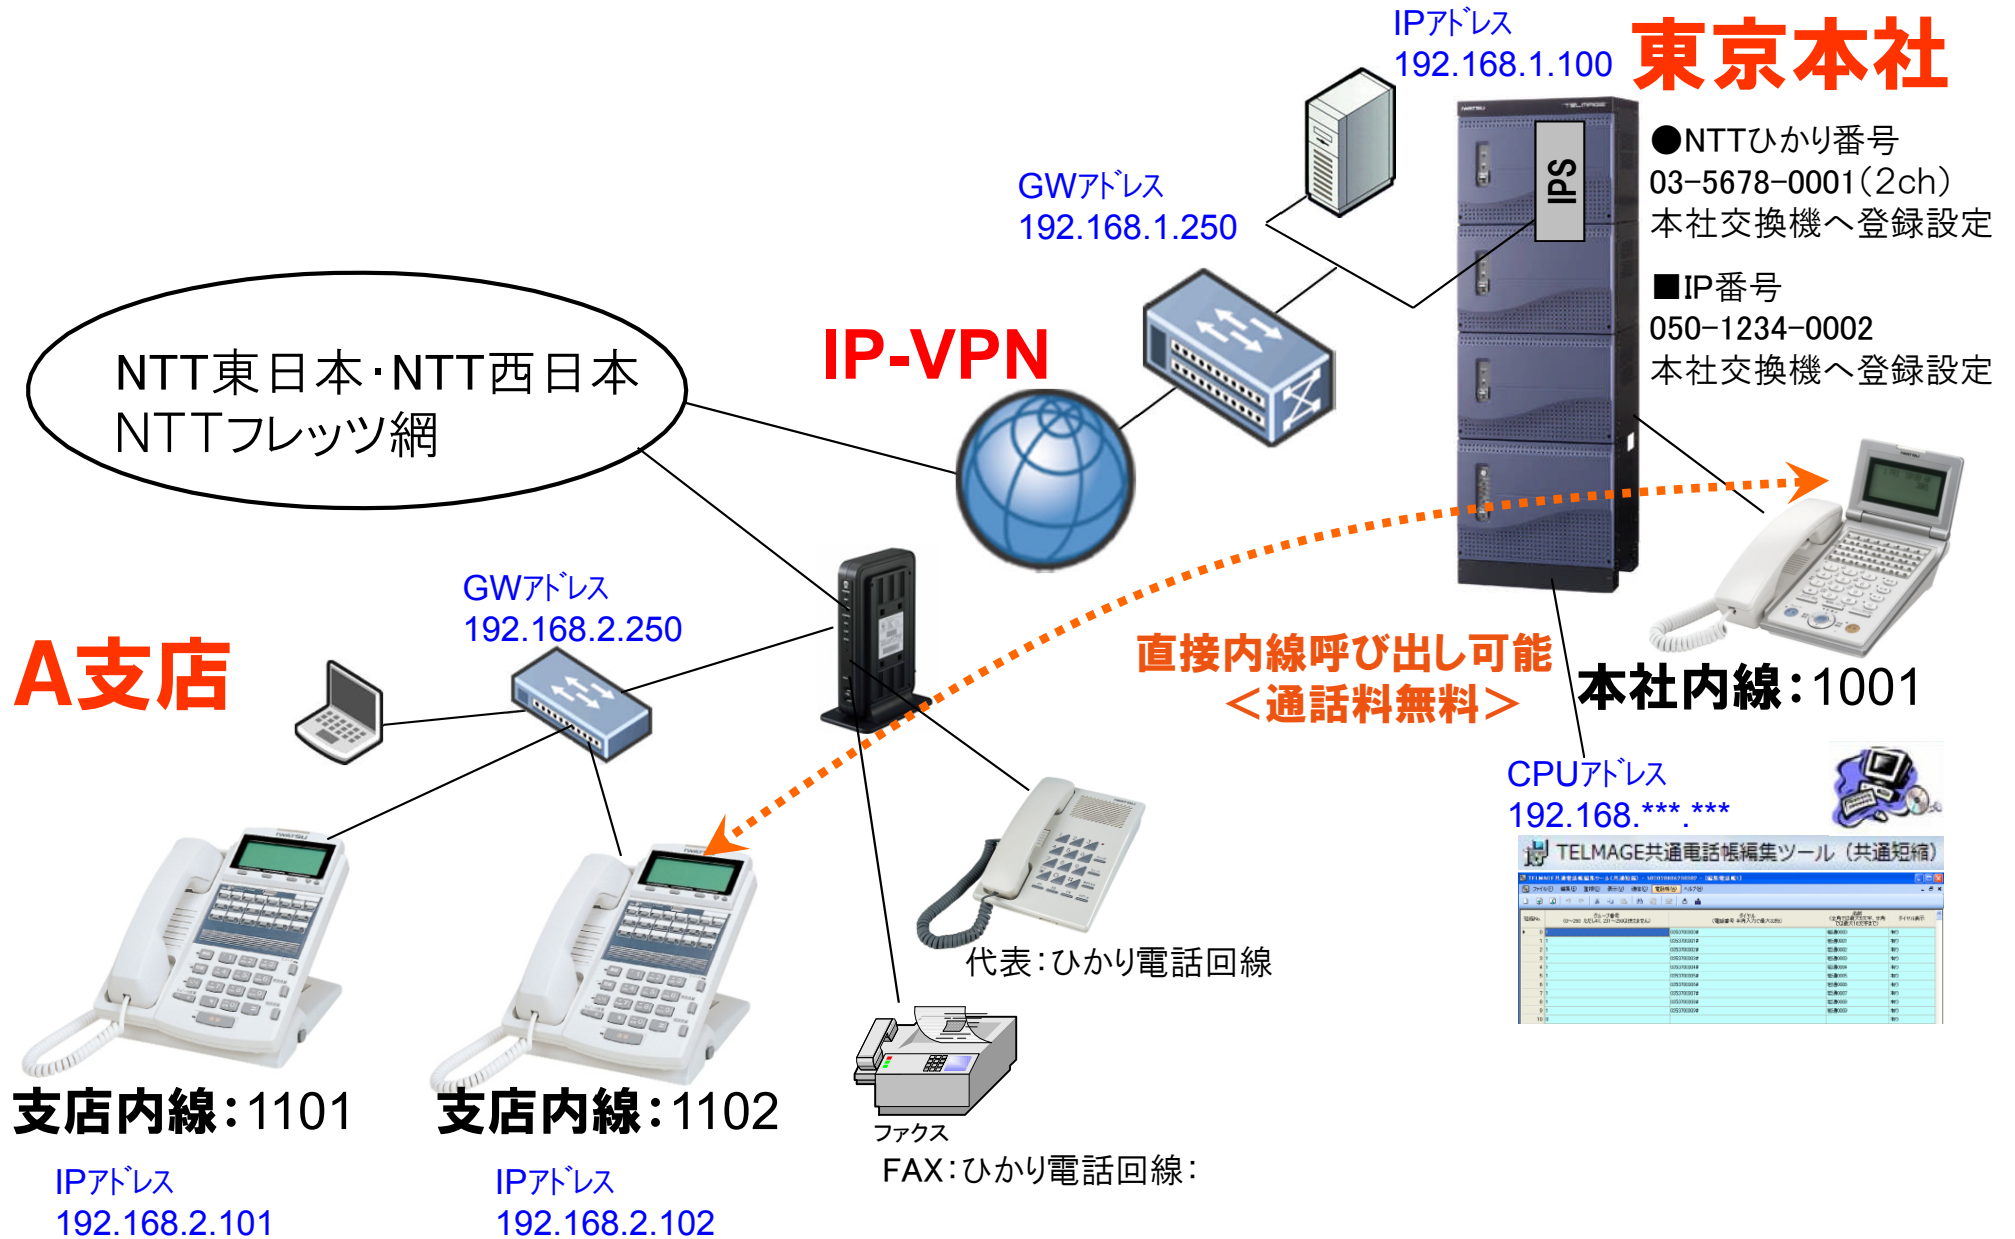 IPアドレス
192.168.1.100
東京本社
IWATSU
TELMAGE
IPS
●NTTひかり番号
03-5678-0001(2ch)
本社交換機へ登録設定
■IP番号
050-1234-0002
本社交換機へ登録設定
GWアドレス
192.168.1.250
IP-VPN
NTT東日本・NTT西日本
NTTフレッツ網
GWアドレス
192.168.2.250
A支店
直接内線呼び出し可能
＜通話料無料＞
本社内線：1001
CPUアドレス
192.168.***.***
TELMAGE共通電話帳編集ツール（共通短縮）
代表：ひかり電話回線
ファクス
FAX：ひかり電話回線：
支店内線：1101
IPアドレス
192.168.2.101
支店内線：1102
IPアドレス
192.168.2.102